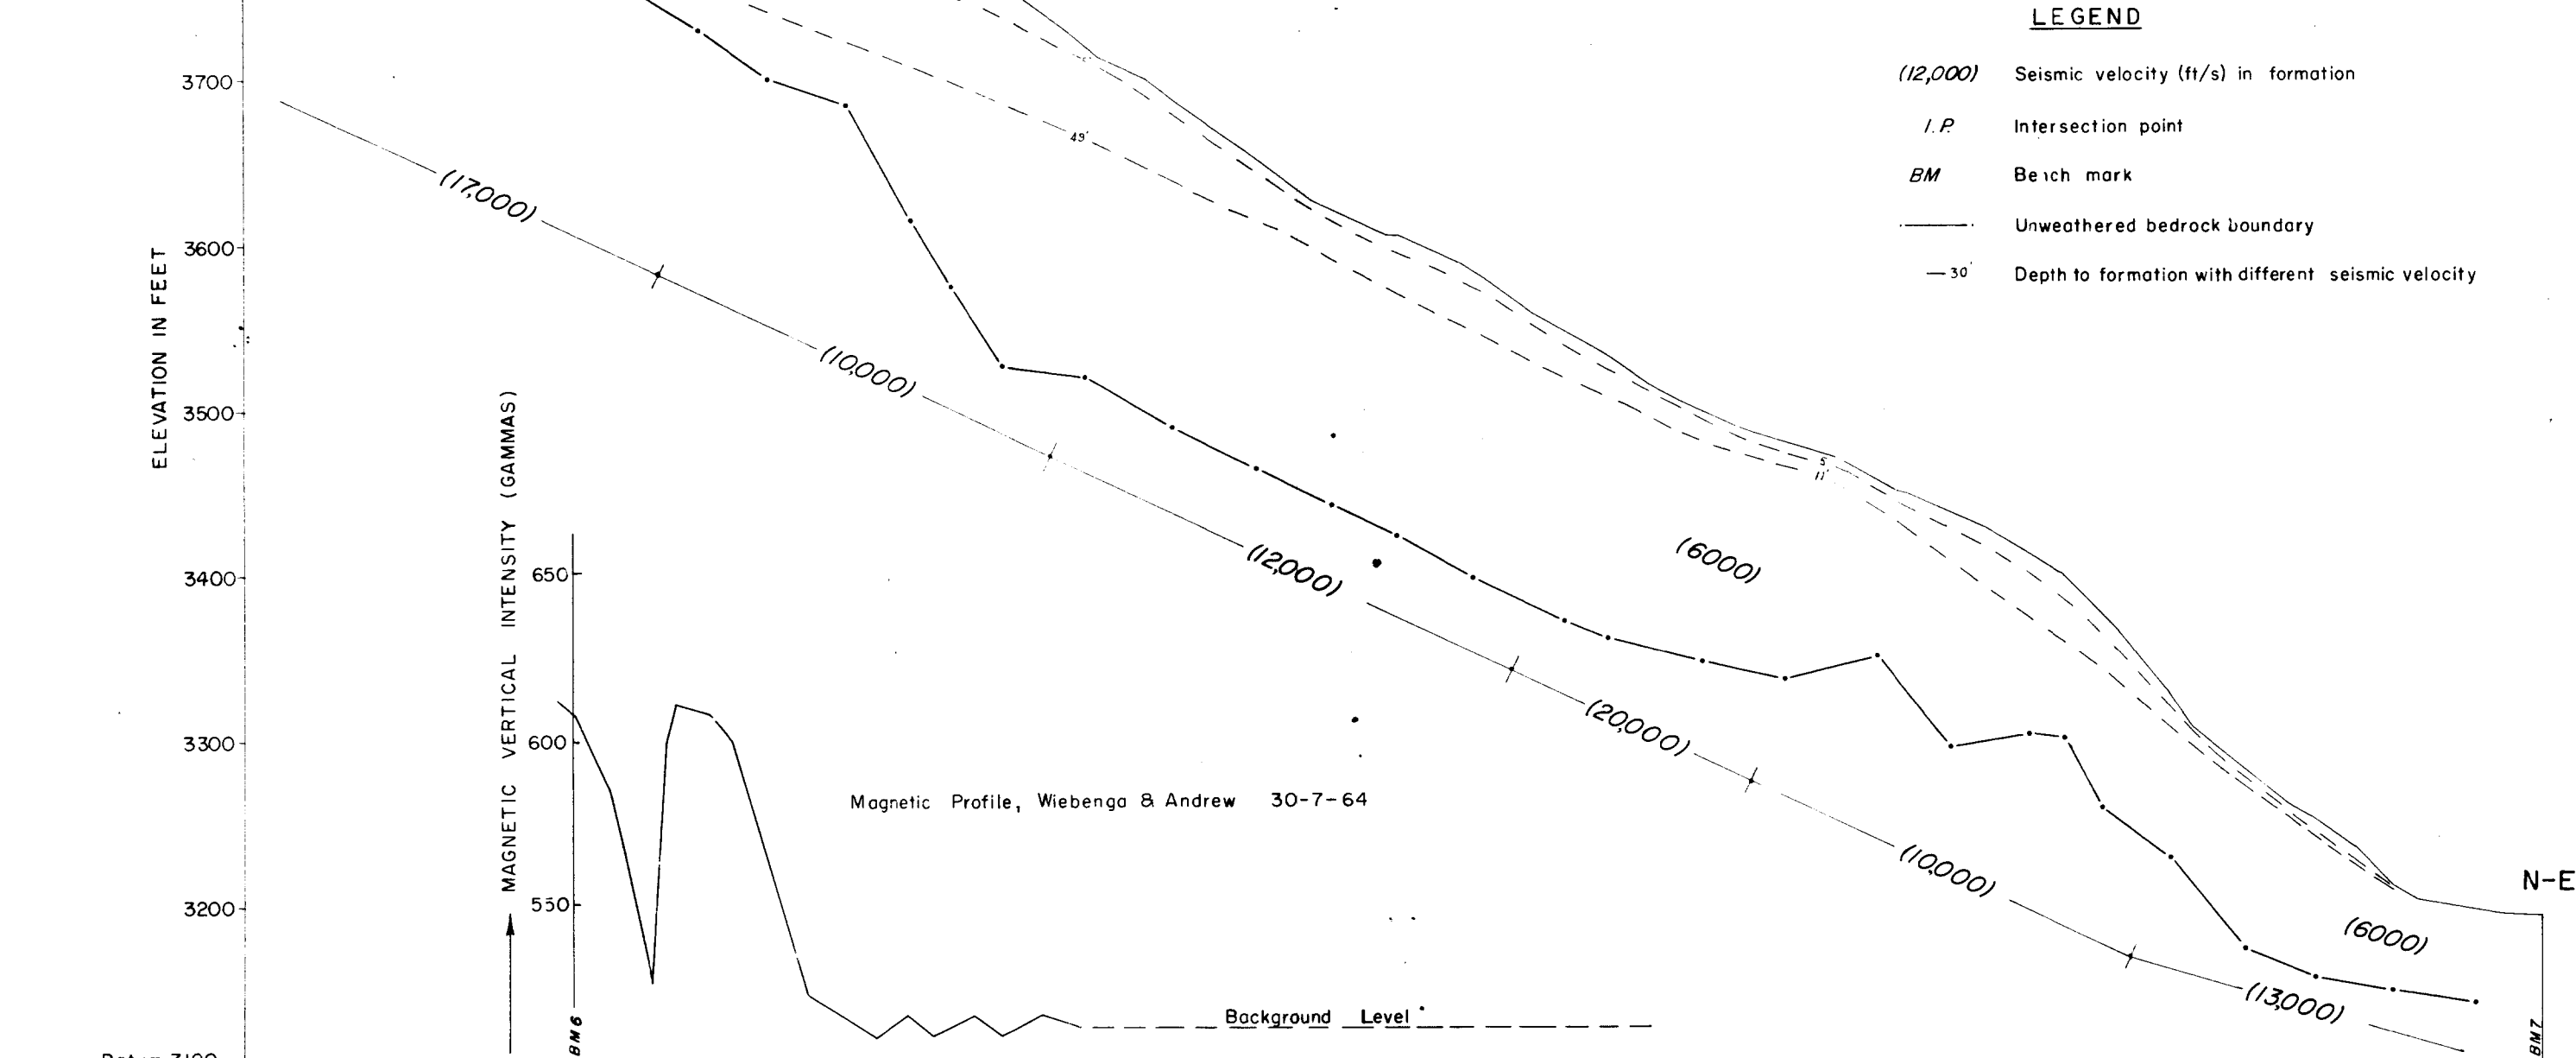 LEGEND
(12,000) Seismic velocity (ft/s) in formation
I.P. Intersection point
BM Bench mark
Unweathered bedrock boundary
30' Depth to formation with different seismic velocity
ELEVATION IN FEET
3700
3600
3500
3400
3300
3200
49'
5'
11'
(17,000)
(10,000)
(12,000)
(20,000)
(10,000)
(13,000)
(6000)
(6000)
N-E
MAGNETIC VERTICAL INTENSITY (GAMMAS)
650
600
550
Magnetic Profile, Wiebenga & Andrew 30-7-64
Background Level
BM6
BM7